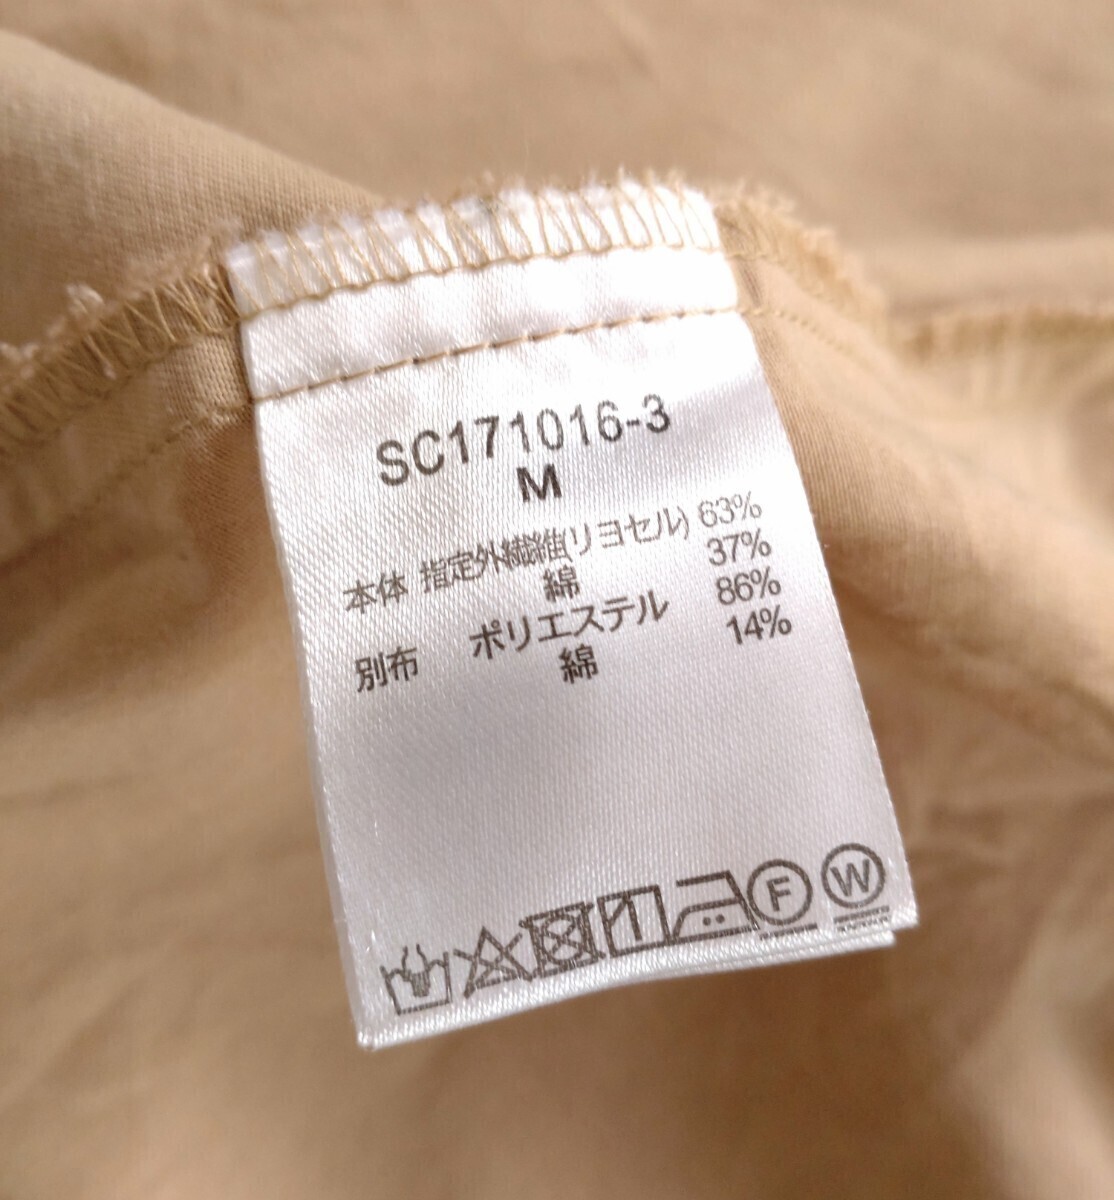 SC171016-3
M
本体 指定外繊維(リヨセル) 63%
綿 37%
別布 ポリエステル 86%
綿 14%
F W